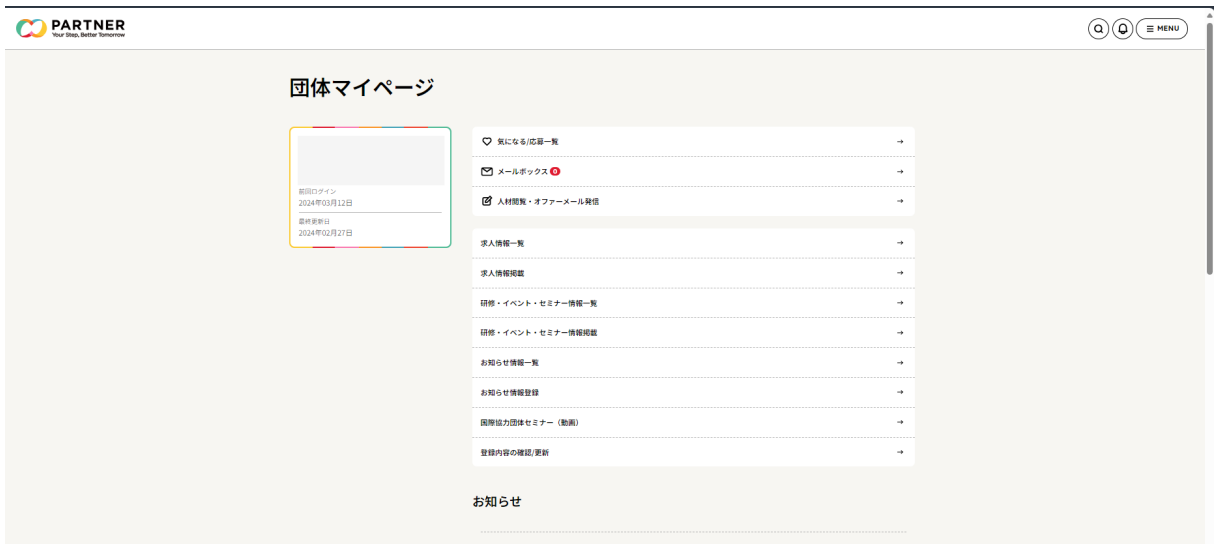 PARTNER
Your Step, Better Tomorrow
MENU
団体マイページ
前回ログイン
2024年03月12日
最終更新日
2024年02月27日
気になる/応募一覧
メールボックス 0
人材閲覧・オファーメール発信
求人情報一覧
求人情報掲載
研修・イベント・セミナー情報一覧
研修・イベント・セミナー情報掲載
お知らせ情報一覧
お知らせ情報登録
国際協力団体セミナー（動画）
登録内容の確認/更新
お知らせ